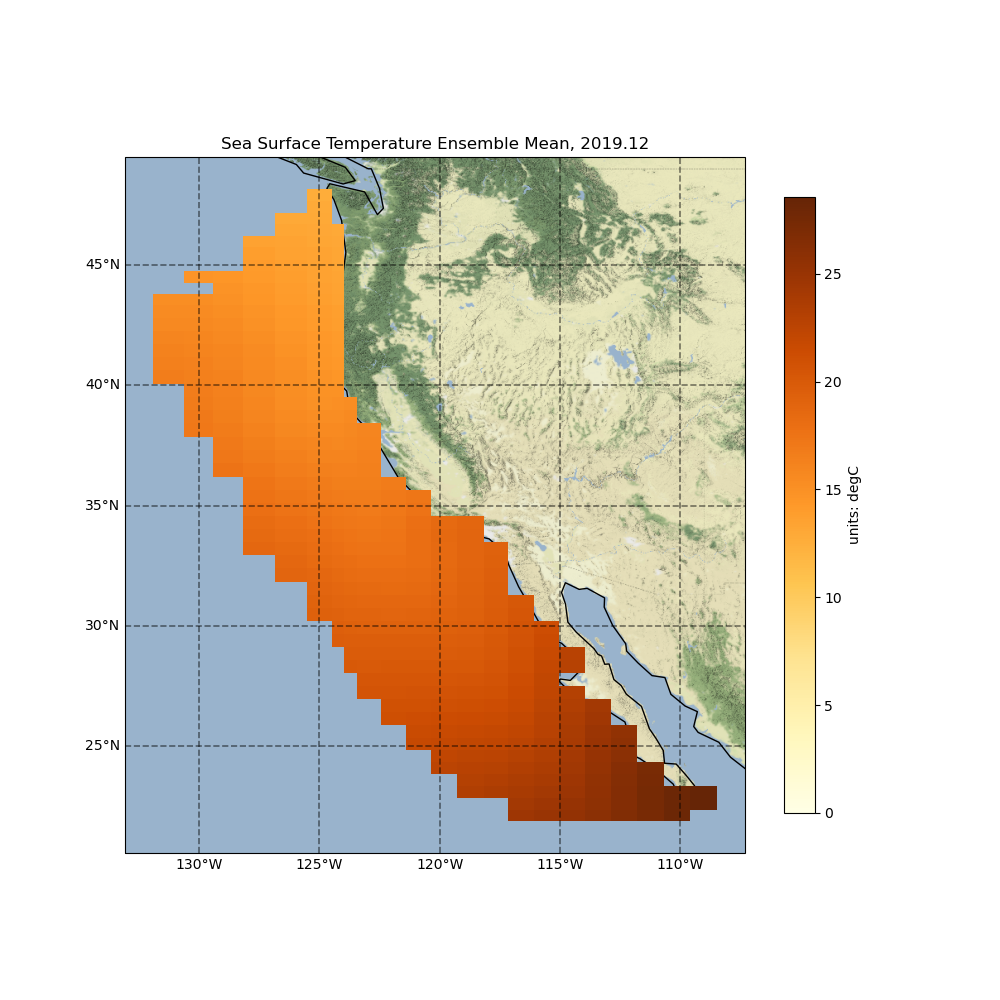 Sea Surface Temperature Ensemble Mean, 2019.12
45°N
40°N
35°N
30°N
25°N
130°W 125°W 120°W 115°W 110°W
25
20
15
10
5
0
units: degC